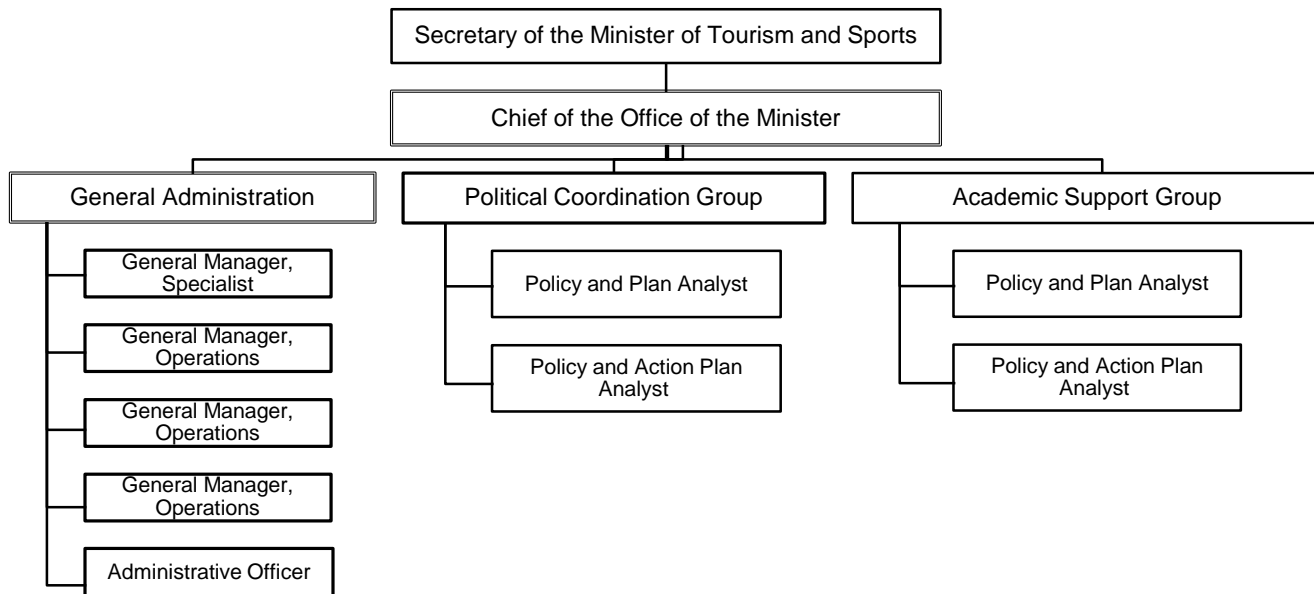 Secretary of the Minister of Tourism and Sports
Chief of the Office of the Minister
General Administration
Political Coordination Group
Academic Support Group
General Manager,
Specialist
General Manager,
Operations
General Manager,
Operations
General Manager,
Operations
Administrative Officer
Policy and Plan Analyst
Policy and Action Plan
Analyst
Policy and Plan Analyst
Policy and Action Plan
Analyst